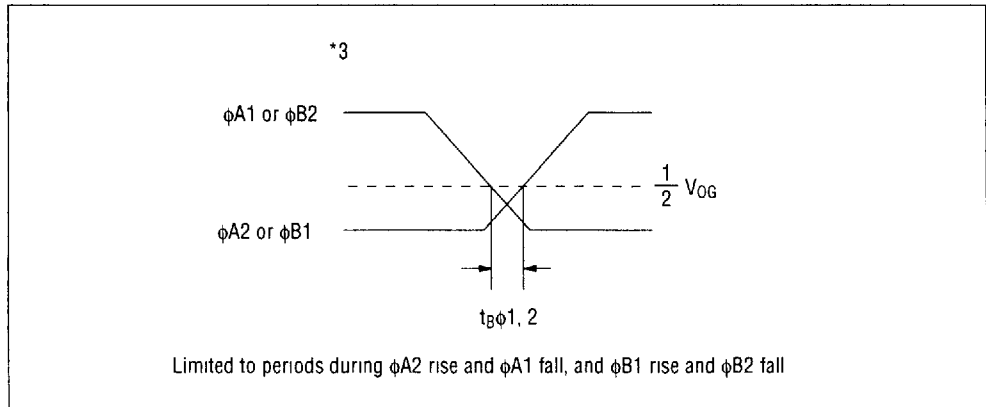 *3
φA1 or φB2
1/2 VOG
φA2 or φB1
tBφ1, 2
Limited to periods during φA2 rise and φA1 fall, and φB1 rise and φB2 fall